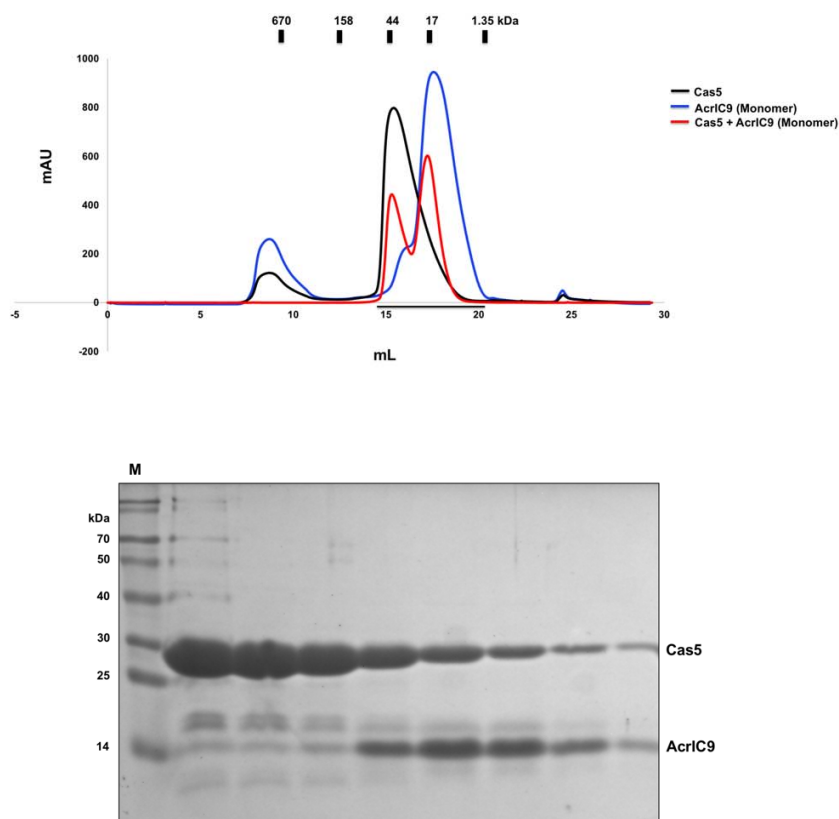 670 158 44 17 1.35 kDa
1000
800
600
400
200
0
-200
mAU
-5 0 5 10 15 20 25 30
mL
Cas5
AcrIC9 (Monomer)
Cas5 + AcrIC9 (Monomer)
M
kDa
70
50
40
30
25
14
Cas5
AcrIC9